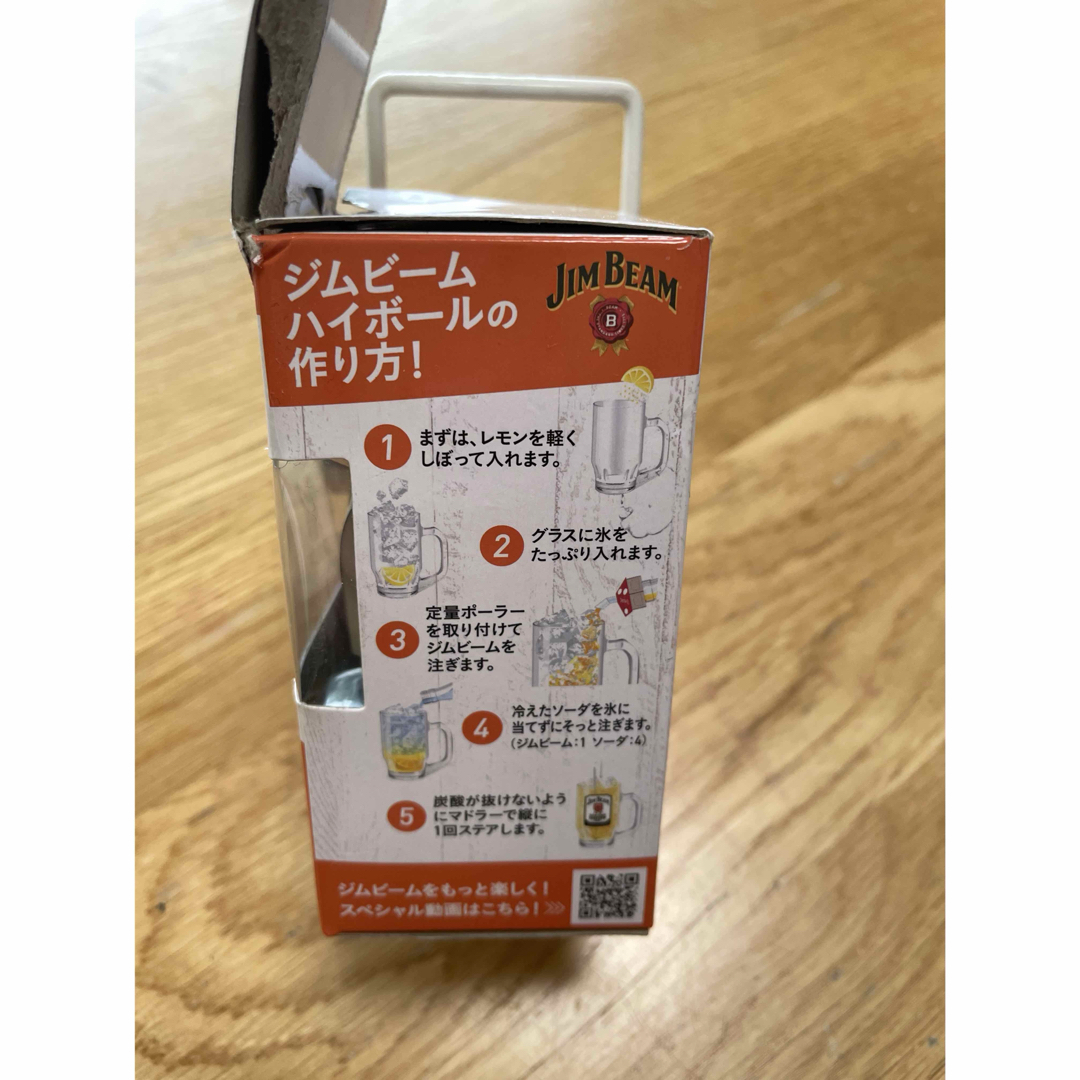 ジムビーム
ハイボールの
作り方!
JIM BEAM
B
1
まずは、レモンを軽く
しぼって入れます。
2
グラスに氷を
たっぷり入れます。
3
定量ポーラー
を取り付けて
ジムビームを
注ぎます。
4
冷えたソーダを氷に
当てずにそっと注ぎます。
(ジムビーム:1 ソーダ:4)
5
炭酸が抜けないよう
にマドラーで縦に
1回ステアします。
JIM BEAM
ジムビームをもっと楽しく!
スペシャル動画はこちら!